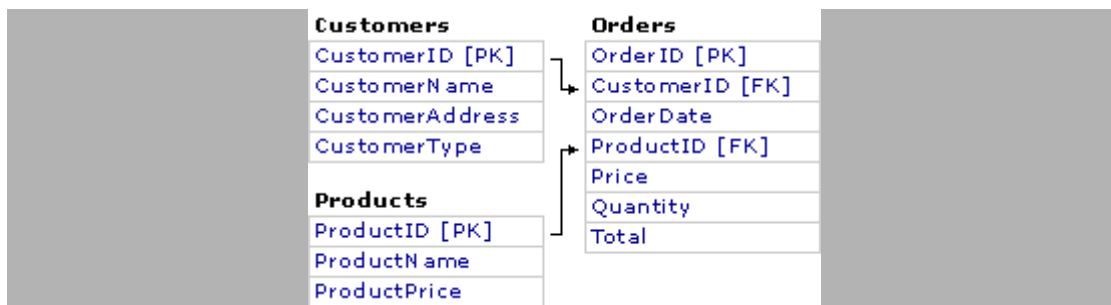 Customers
CustomerID [PK]
CustomerName
CustomerAddress
CustomerType
Products
ProductID [PK]
ProductName
ProductPrice
Orders
OrderID [PK]
CustomerID [FK]
OrderDate
ProductID [FK]
Price
Quantity
Total